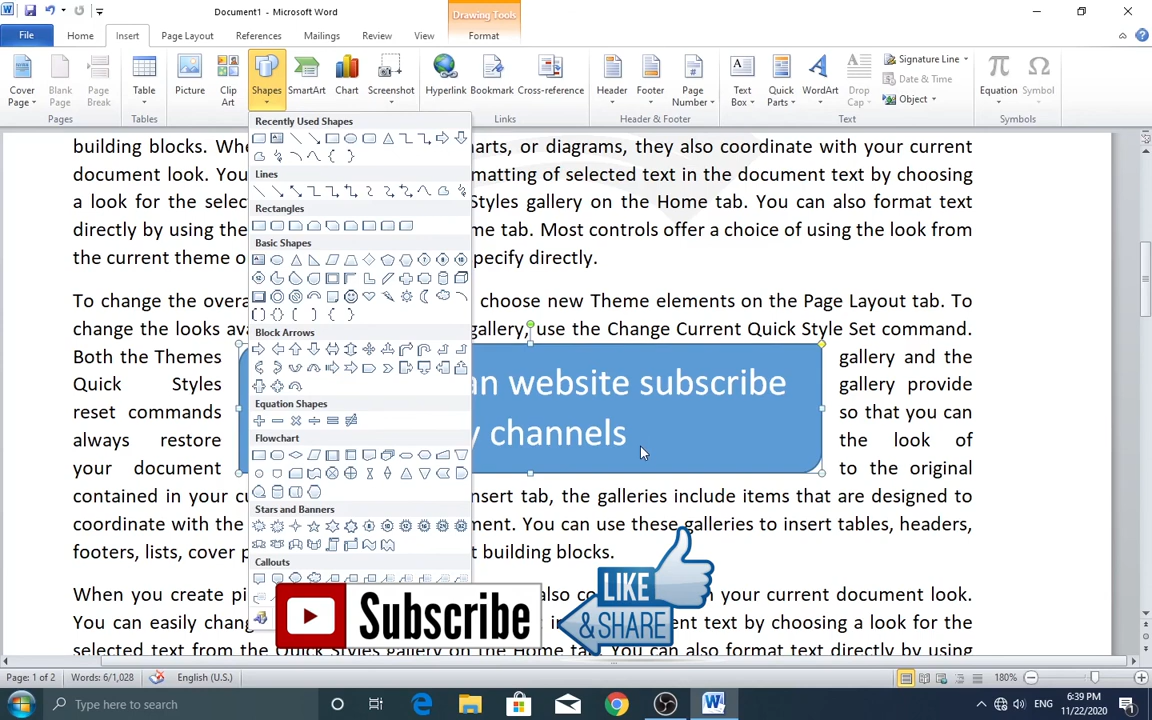 Document1 - Microsoft Word
Drawing Tools
File Home Insert Page Layout References Mailings Review View Format
Cover Page
Blank Page
Page Break
Table
Picture
Clip Art
Shapes
SmartArt
Chart
Screenshot
Hyperlink
Bookmark
Cross-reference
Header
Footer
Page Number
Text Box
Quick Parts
WordArt
Drop Cap
Signature Line
Date & Time
Object
Equation
Symbol
Pages
Tables
Links
Header & Footer
Text
Symbols
Recently Used Shapes
Lines
Rectangles
Basic Shapes
Block Arrows
Equation Shapes
Flowchart
Stars and Banners
Callouts
building blocks. Whe arts, or diagrams, they also coordinate with your current
document look. You matting of selected text in the document text by choosing
a look for the selec Styles gallery on the Home tab. You can also format text
directly by using the me tab. Most controls offer a choice of using the look from
the current theme o specify directly.
To change the overa choose new Theme elements on the Page Layout tab. To
change the looks ava gallery, use the Change Current Quick Style Set command.
Both the Themes gallery and the
Quick Styles gallery provide
reset commands so that you can
always restore the look of
your document to the original
an website subscribe
y channels
contained in your cu nsert tab, the galleries include items that are designed to
coordinate with the ment. You can use these galleries to insert tables, headers,
footers, lists, cover p t building blocks.
When you create pi also co your current document look.
You can easily chang nt text by choosing a look for the
selected text from the Quick Styles gallery on the Home tab. You can also format text directly by using
Subscribe
LIKE
& SHARE
Page: 1 of 2 Words: 6/1,028 English (U.S.) 180%
Type here to search
ENG
6:39 PM
11/22/2020